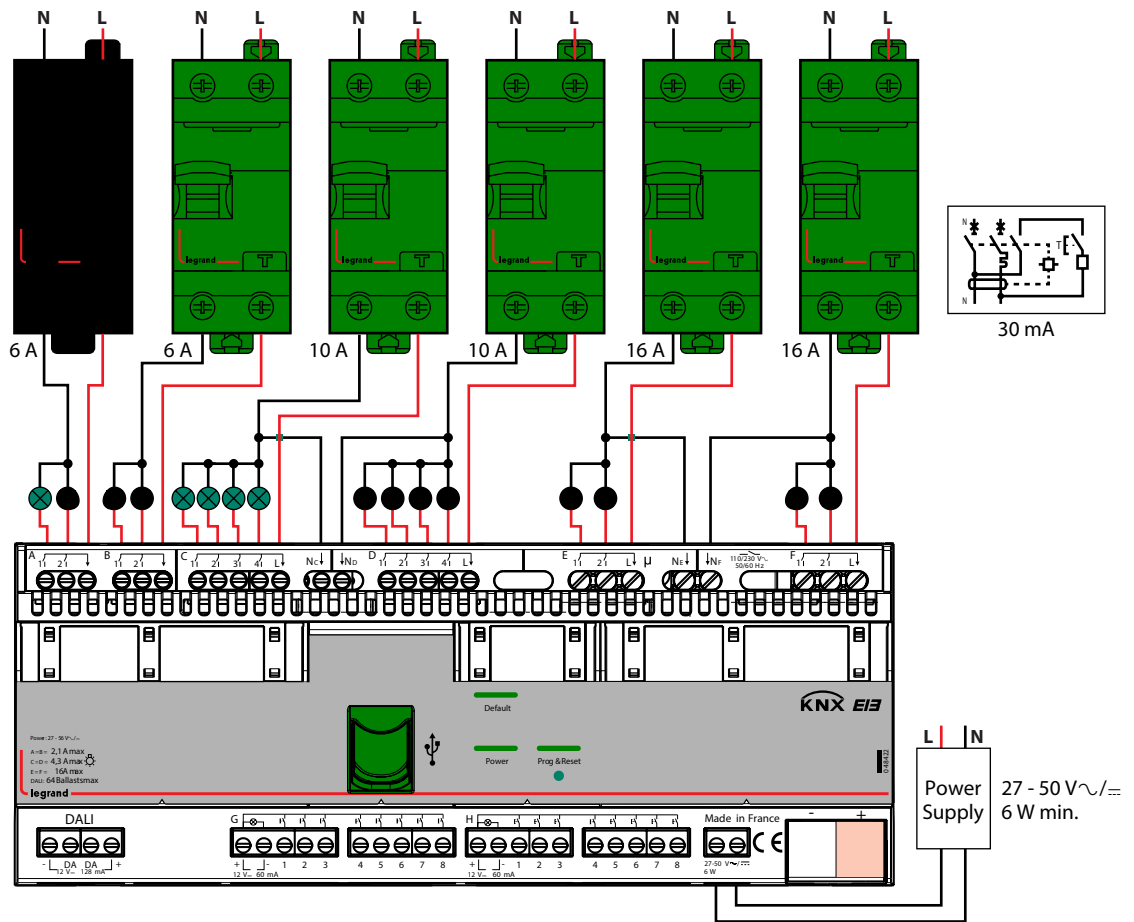 N L N L N L N L N L N L
legrand T legrand T legrand T legrand T legrand T
6 A 6 A 10 A 10 A 16 A 16 A
N
T
N
30 mA
A 1 2 B 1 2 C 1 2 3 4 L NC ND D 1 2 3 4 L E 1 2 L µ NE NF 110/230 V~ F 1 2 L
50/60 Hz
KNX EIB
Default
Power: 27 - 56 V~/⎓
Power Prog & Reset
A = B = 2,1 A max
C = D = 4,3 A max
E = F = 16A max
DALI: 64 Ballasts max
048422
legrand
L N
Power Supply
27 - 50 V~/⎓
6 W min.
DALI G H Made in France CE - +
- DA DA + + - 1 2 3 4 5 6 7 8 + - 1 2 3 4 5 6 7 8 27-50 V~/⎓
12 V⎓ 128 mA 12 V⎓ 60 mA 12 V⎓ 60 mA 6 W